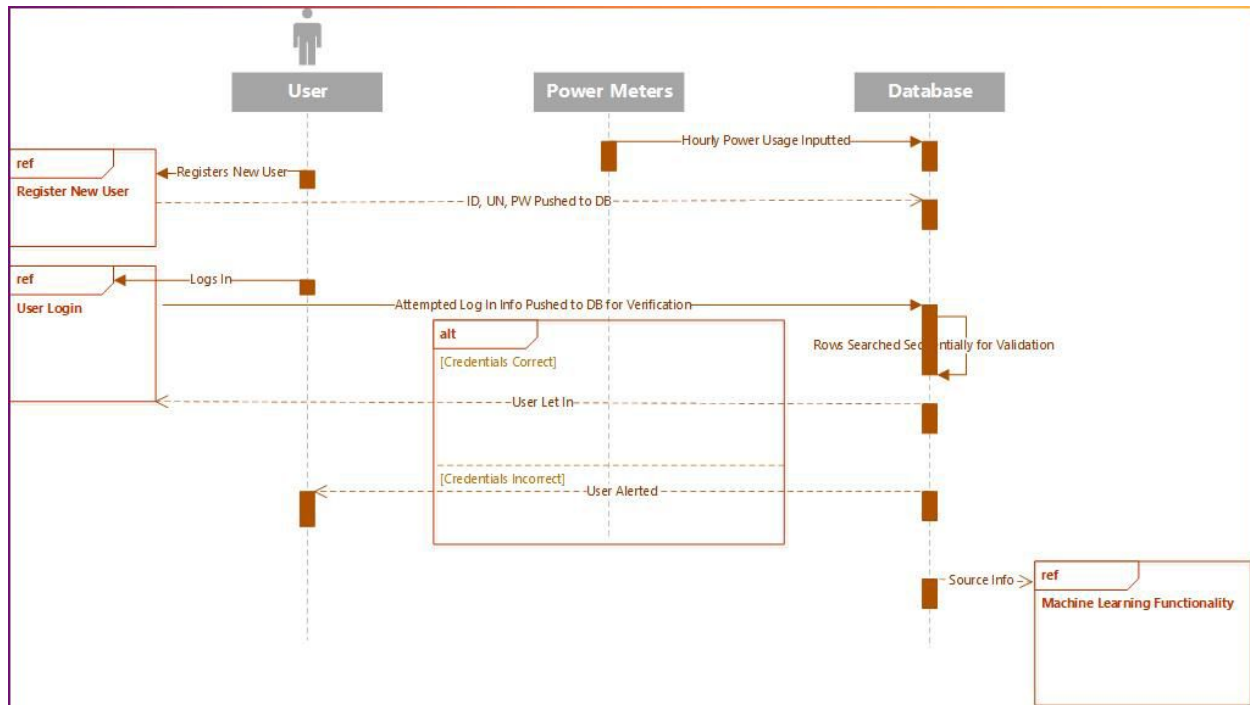 User
Power Meters
Database
Hourly Power Usage Inputted
ref
Registers New User
Register New User
ID, UN, PW Pushed to DB
ref
Logs In
User Login
Attempted Log In Info Pushed to DB for Verification
alt
Rows Searched Sequentially for Validation
[Credentials Correct]
User Let In
[Credentials Incorrect]
User Alerted
Source Info
ref
Machine Learning Functionality